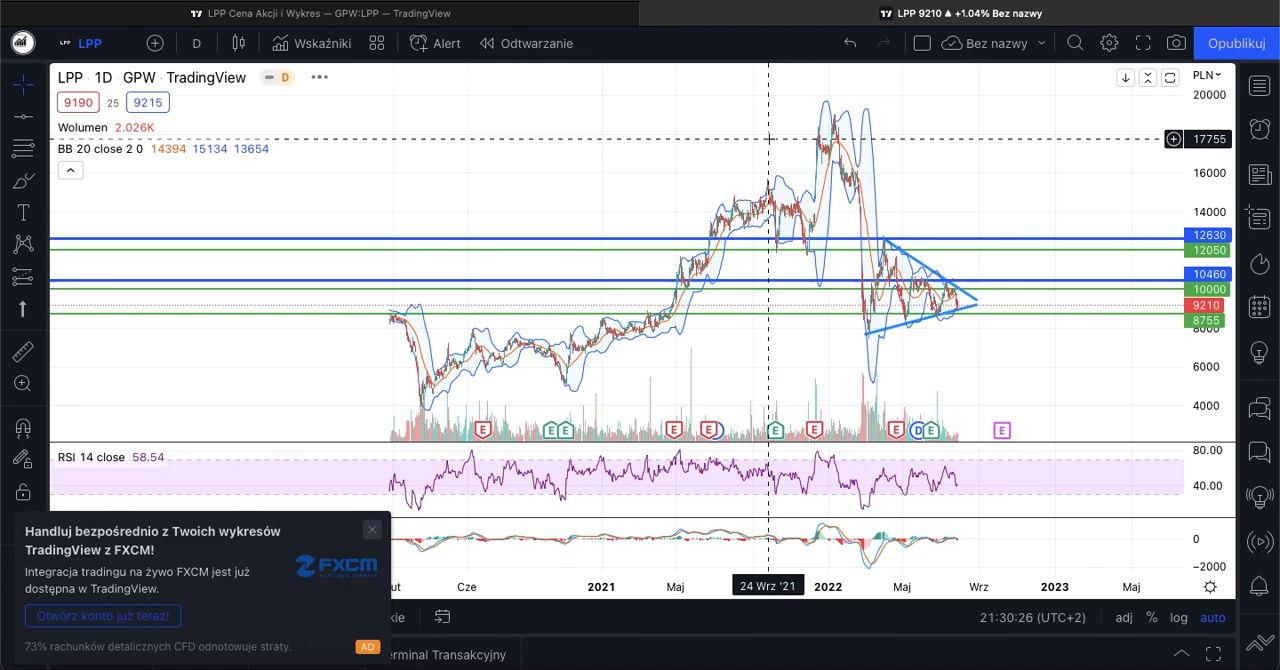 LPP Cena Akcji i Wykres — GPW:LPP — TradingView
LPP 9210 ▲ +1.04% Bez nazwy
LPP LPP
D
Wskaźniki
Alert
Odtwarzanie
Bez nazwy
Opublikuj
LPP · 1D · GPW · TradingView
D
PLN
9190 25 9215
Wolumen 2.026K
BB 20 close 2 0 14394 15134 13654
20000
17755
16000
14000
12630
12050
10460
10000
9210
8755
8000
6000
4000
E E E E E D E E E D E E
RSI 14 close 58.54
80.00
40.00
0
−2000
ut Cze 2021 Maj 24 Wrz '21 2022 Maj Wrz 2023 Maj
Handluj bezpośrednio z Twoich wykresów
TradingView z FXCM!
Integracja tradingu na żywo FXCM jest już
dostępna w TradingView.
FXCM
Otwórz konto już teraz!
73% rachunków detalicznych CFD odnotowuje straty.
AD
kie
21:30:26 (UTC+2)
adj % log auto
erminal Transakcyjny